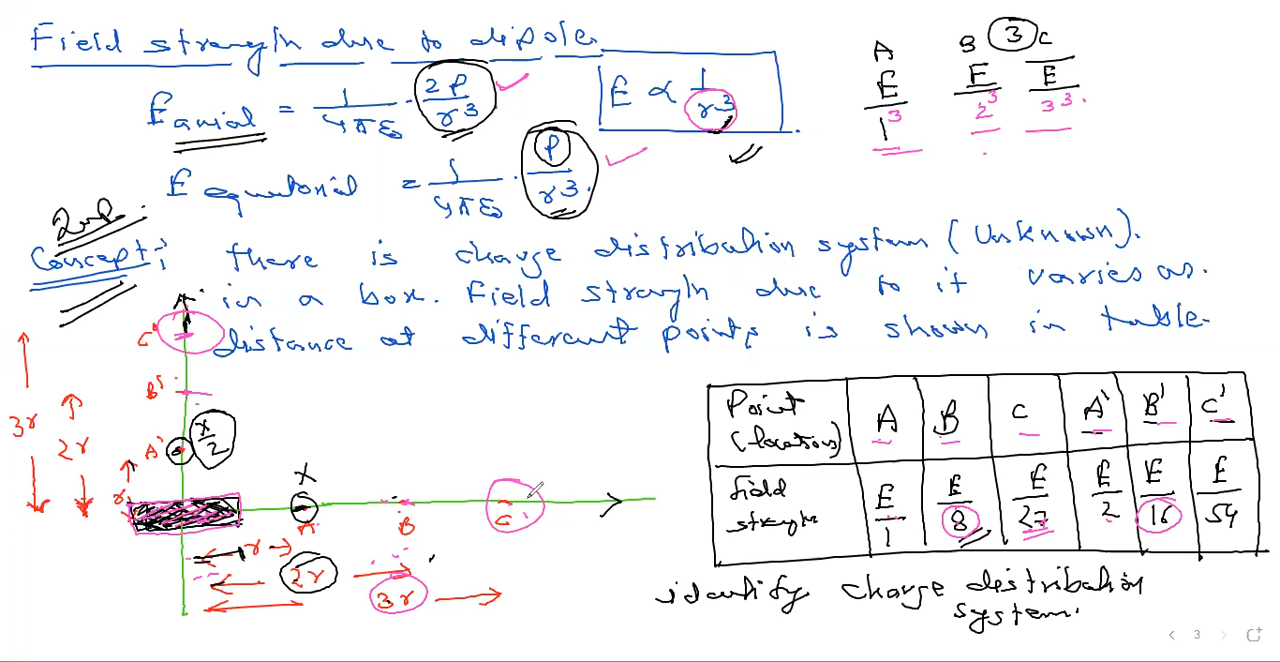 Field strength due to dipole.
E axial = 1/4πε0 · 2P/r³
E ∝ 1/r³
A B ③ C
E/1³ E/2³ E/3³.
E equatorial = 1/4πε0 · P/r³.
2mp.
Concept: there is charge distribution system (Unknown).
in a box. Field strength due to it varies as.
distance at different points is shown in table.
C'
B'
A' x/2
3r 2r r
X
A B C
r
2r
3r
Point (locations) A B C A' B' C'
field strength E/1 E/8 E/27 E/2 E/16 E/54
identify charge distribution
system.
3